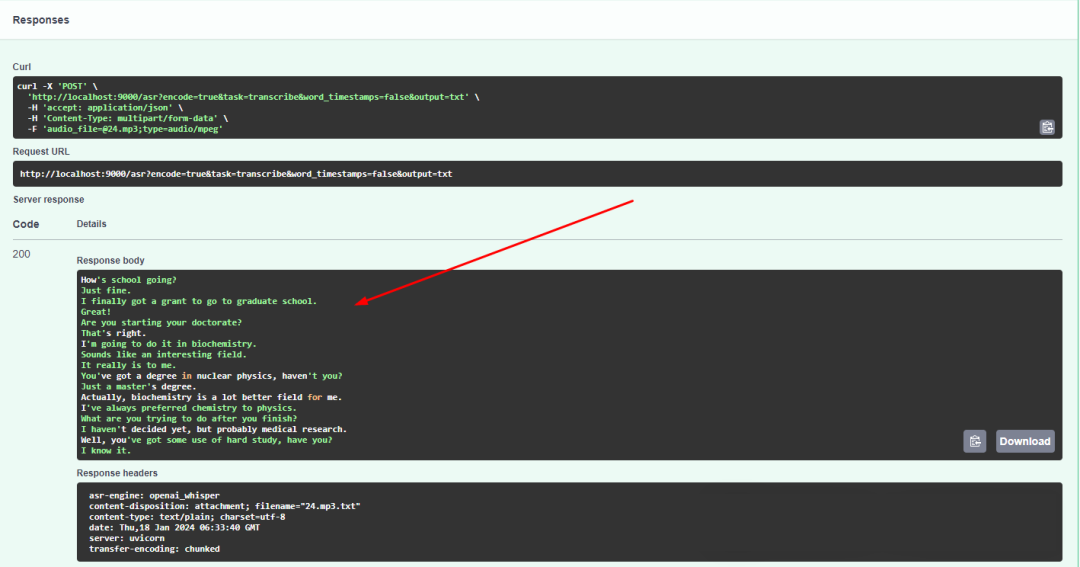 Responses
Curl
curl -X 'POST' \
'http://localhost:9000/asr?encode=true&task=transcribe&word_timestamps=false&output=txt' \
-H 'accept: application/json' \
-H 'Content-Type: multipart/form-data' \
-F 'audio_file=@24.mp3;type=audio/mpeg'
Request URL
http://localhost:9000/asr?encode=true&task=transcribe&word_timestamps=false&output=txt
Server response
Code Details
200
Response body
How's school going?
Just fine.
I finally got a grant to go to graduate school.
Great!
Are you starting your doctorate?
That's right.
I'm going to do it in biochemistry.
Sounds like an interesting field.
It really is to me.
You've got a degree in nuclear physics, haven't you?
Just a master's degree.
Actually, biochemistry is a lot better field for me.
I've always preferred chemistry to physics.
What are you trying to do after you finish?
I haven't decided yet, but probably medical research.
Well, you've got some use of hard study, have you?
I know it.
Download
Response headers
asr-engine: openai_whisper
content-disposition: attachment; filename="24.mp3.txt"
content-type: text/plain; charset=utf-8
date: Thu,18 Jan 2024 06:33:40 GMT
server: uvicorn
transfer-encoding: chunked